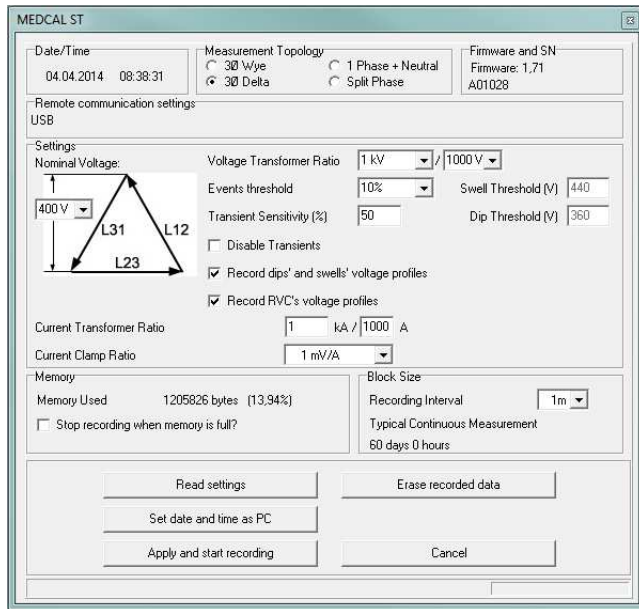 MEDCAL ST
Date/Time
04.04.2014 08:38:31
Measurement Topology
3Ø Wye
1 Phase + Neutral
3Ø Delta
Split Phase
Firmware and SN
Firmware: 1,71
A01028
Remote communication settings
USB
Settings
Nominal Voltage:
400 V
L31
L12
L23
Voltage Transformer Ratio 1 kV / 1000 V
Events threshold 10% Swell Threshold (V) 440
Transient Sensitivity (%) 50 Dip Threshold (V) 360
Disable Transients
Record dips' and swells' voltage profiles
Record RVC's voltage profiles
Current Transformer Ratio 1 kA / 1000 A
Current Clamp Ratio 1 mV/A
Memory
Memory Used 1205826 bytes (13,94%)
Stop recording when memory is full?
Block Size
Recording Interval 1m
Typical Continuous Measurement
60 days 0 hours
Read settings
Erase recorded data
Set date and time as PC
Apply and start recording
Cancel